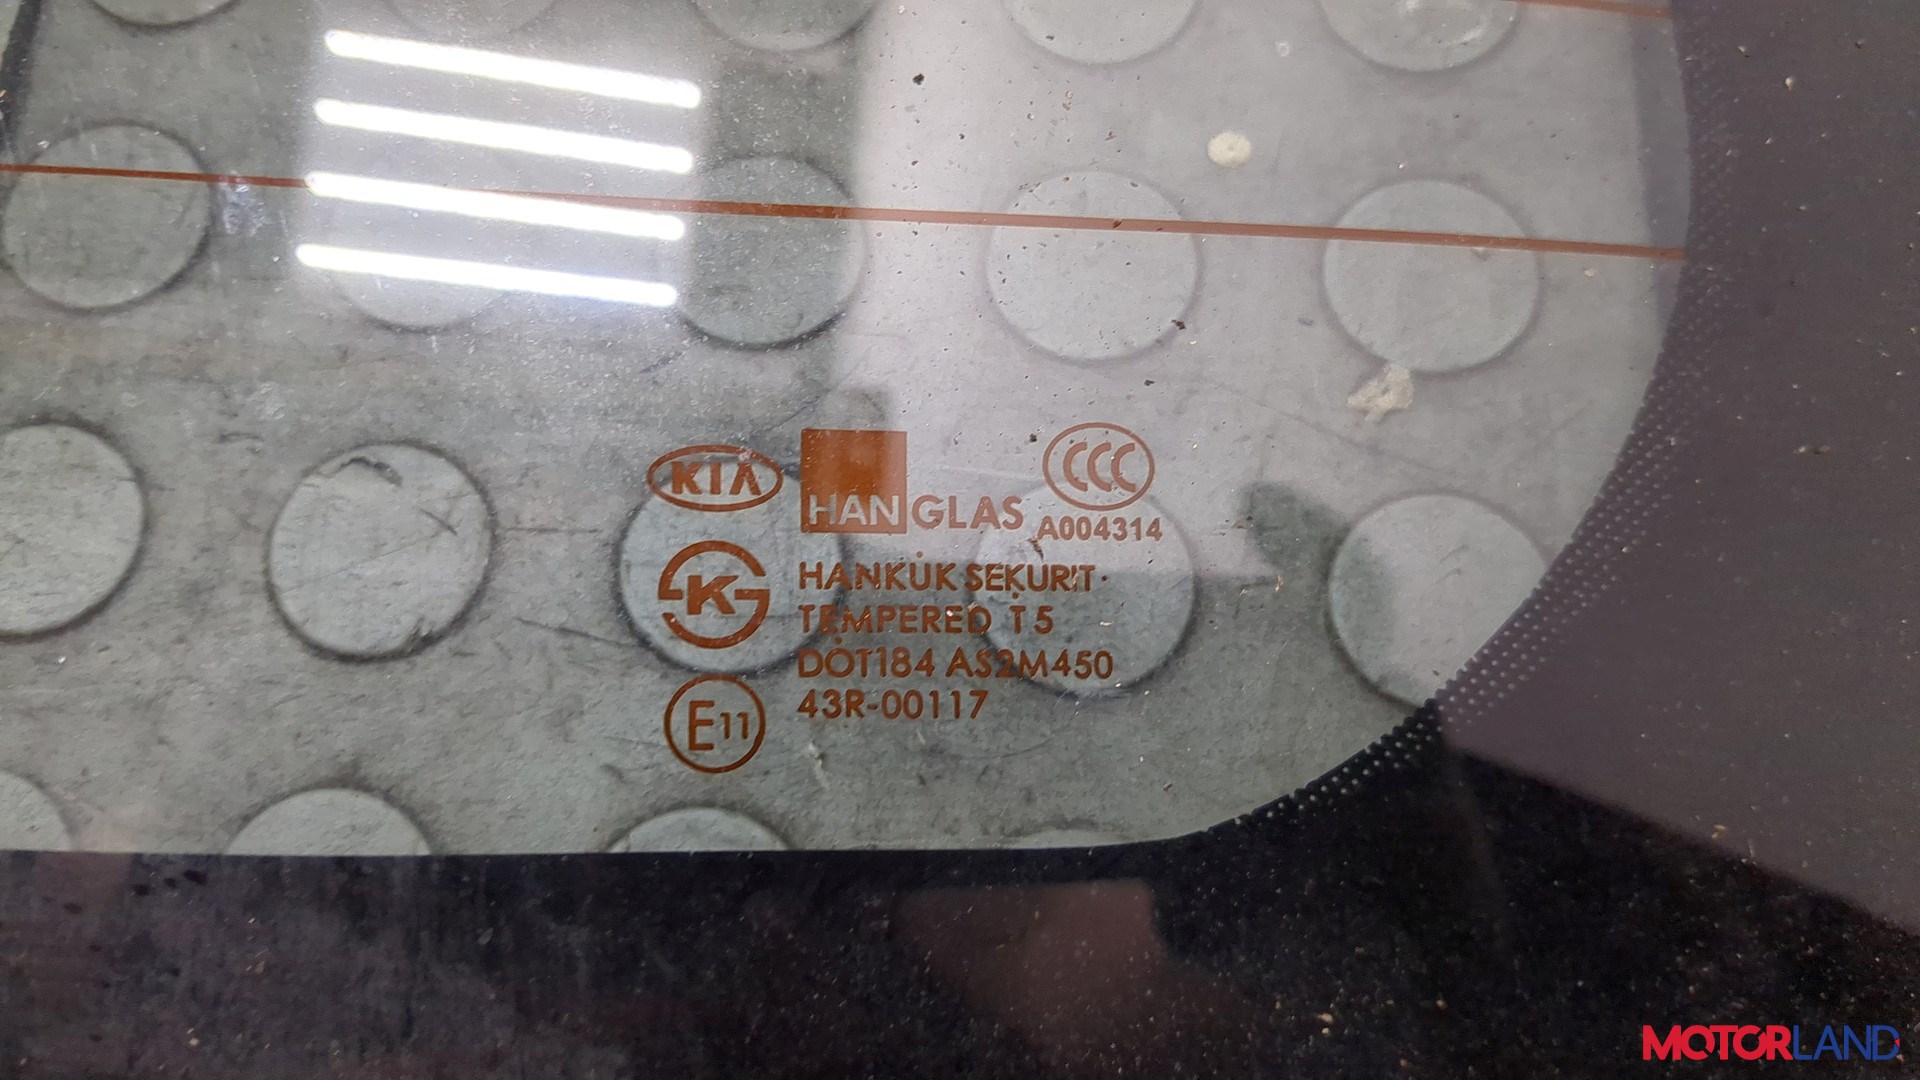 KIA
HANGLAS
CCC
A004314
HANKUK SEKURIT
TEMPERED T5
DOT184 AS2M450
43R-00117
E11
MOTORLAND